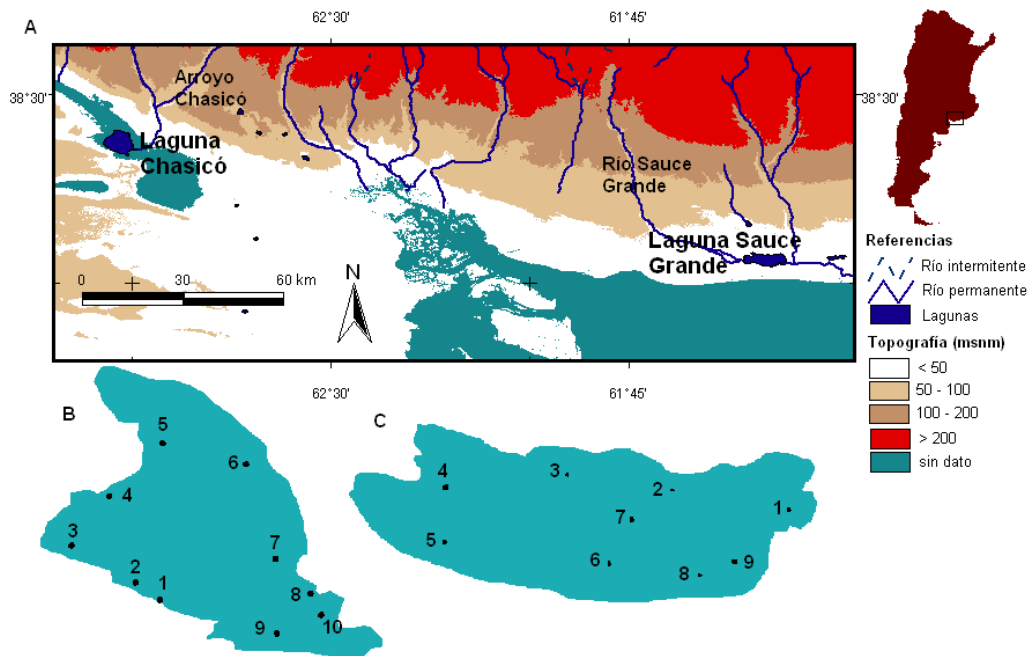 A
62°30'
61°45'
38°30'
38°30'
Arroyo
Chasicó
Laguna
Chasicó
Río Sauce
Grande
Laguna Sauce
Grande
0 30 60 km
N
62°30'
61°45'
Referencias
Río intermitente
Río permanente
Lagunas
Topografía (msnm)
< 50
50 - 100
100 - 200
> 200
sin dato
B
5
6
4
3
7
2
1
8
9
10
C
4
3
2
1
7
5
6
8
9